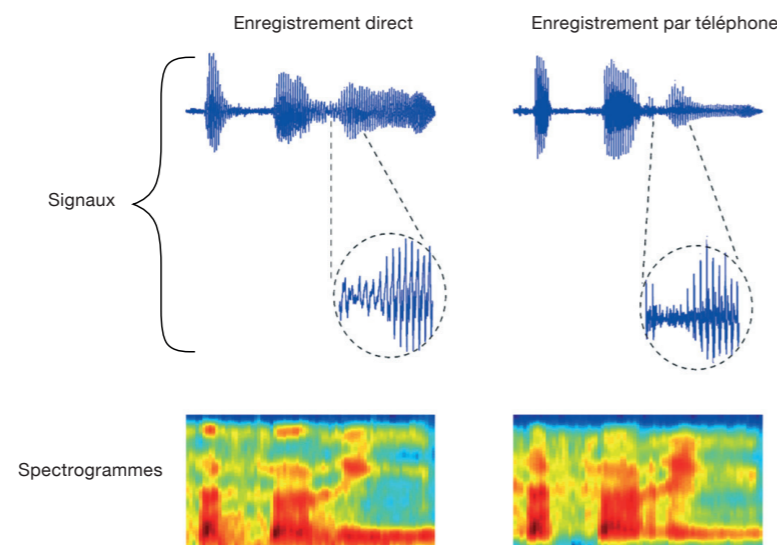 Enregistrement direct
Enregistrement par téléphone
Signaux
Spectrogrammes